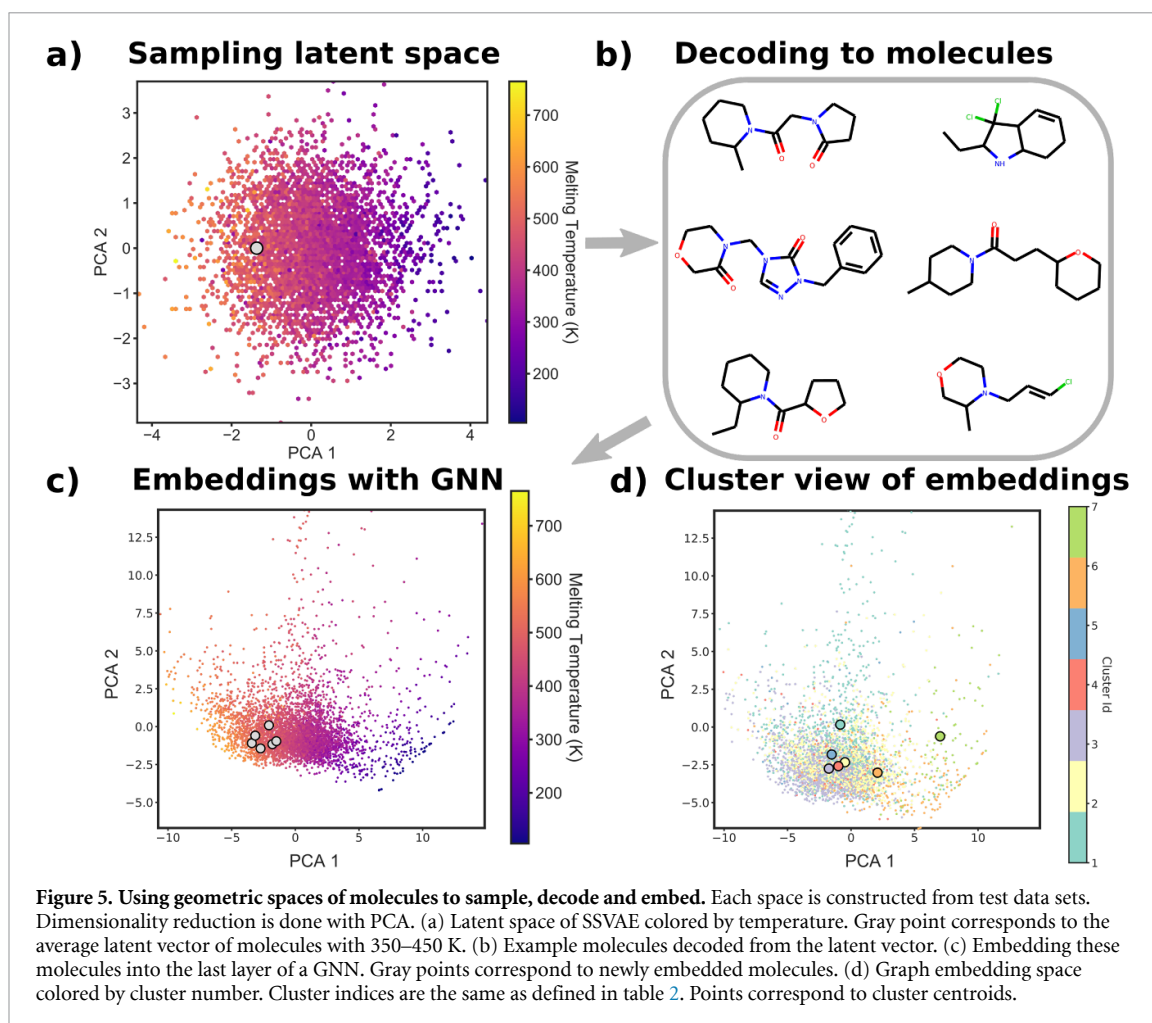 a) Sampling latent space
3
2
1
0
−1
−2
−3
PCA 2
−4 −2 0 2 4
PCA 1
700
600
500
400
300
200
Melting Temperature (K)
b) Decoding to molecules
N
O
N
O
Cl
Cl
NH
O
N
O
N
O
N
N
N
O
O
N
N
O
O
O
N
Cl
c) Embeddings with GNN
12.5
10.0
7.5
5.0
2.5
0.0
−2.5
−5.0
PCA 2
−10 −5 0 5 10
PCA 1
700
600
500
400
300
200
Melting Temperature (K)
d) Cluster view of embeddings
12.5
10.0
7.5
5.0
2.5
0.0
−2.5
−5.0
PCA 2
−10 −5 0 5 10
PCA 1
7
6
5
4
3
2
1
Cluster Id
Figure 5. Using geometric spaces of molecules to sample, decode and embed. Each space is constructed from test data sets.
Dimensionality reduction is done with PCA. (a) Latent space of SSVAE colored by temperature. Gray point corresponds to the
average latent vector of molecules with 350–450 K. (b) Example molecules decoded from the latent vector. (c) Embedding these
molecules into the last layer of a GNN. Gray points correspond to newly embedded molecules. (d) Graph embedding space
colored by cluster number. Cluster indices are the same as defined in table 2. Points correspond to cluster centroids.